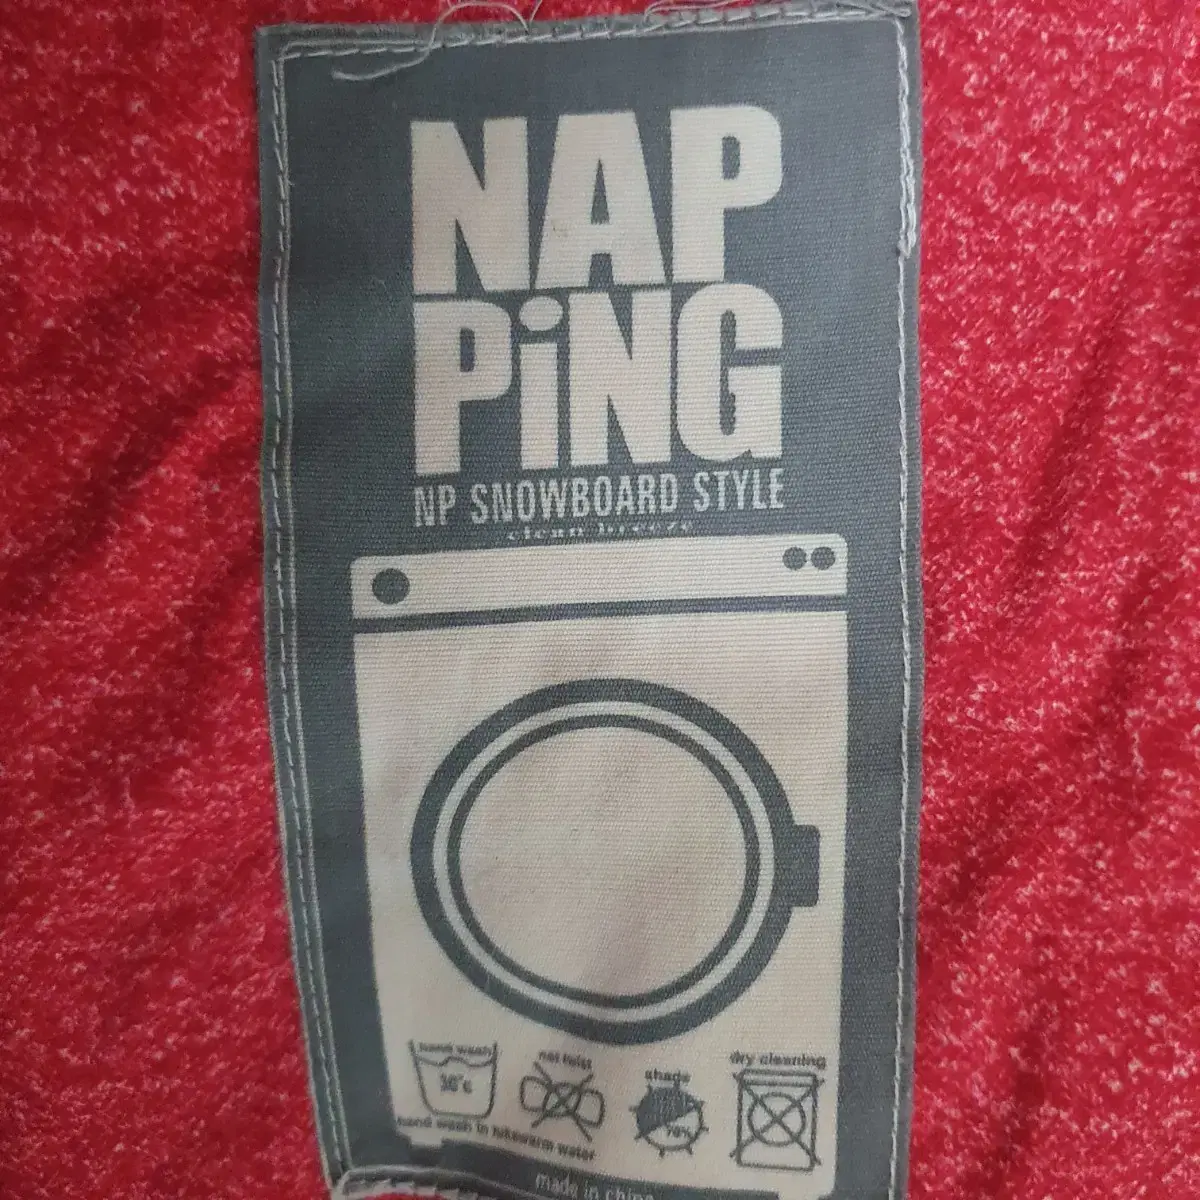 NAP
PiNG
NP SNOWBOARD STYLE
clean breeze
hand wash
30°c
not twist
shade
70%
dry cleaning
hand wash in lukewarm water
made in china